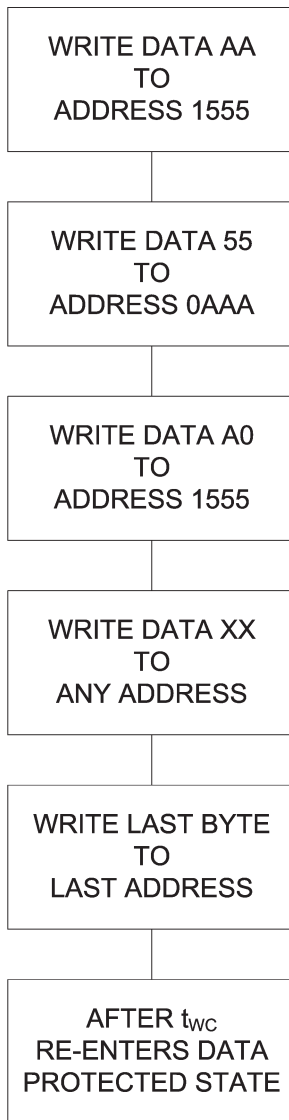 WRITE DATA AA
TO
ADDRESS 1555
WRITE DATA 55
TO
ADDRESS 0AAA
WRITE DATA A0
TO
ADDRESS 1555
WRITE DATA XX
TO
ANY ADDRESS
WRITE LAST BYTE
TO
LAST ADDRESS
AFTER tWC
RE-ENTERS DATA
PROTECTED STATE